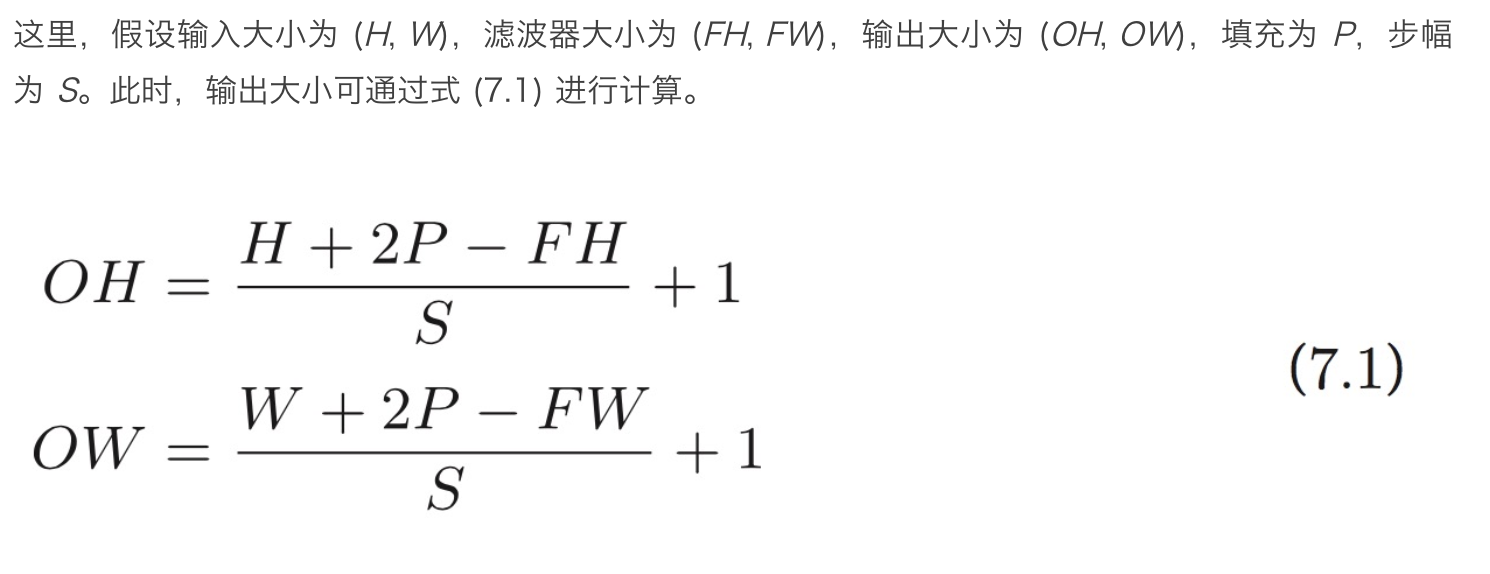 这里，假设输入大小为 (H, W)，滤波器大小为 (FH, FW)，输出大小为 (OH, OW)，填充为 P，步幅
为 S。此时，输出大小可通过式 (7.1) 进行计算。
OH = \frac{H + 2P - FH}{S} + 1
(7.1)
OW = \frac{W + 2P - FW}{S} + 1